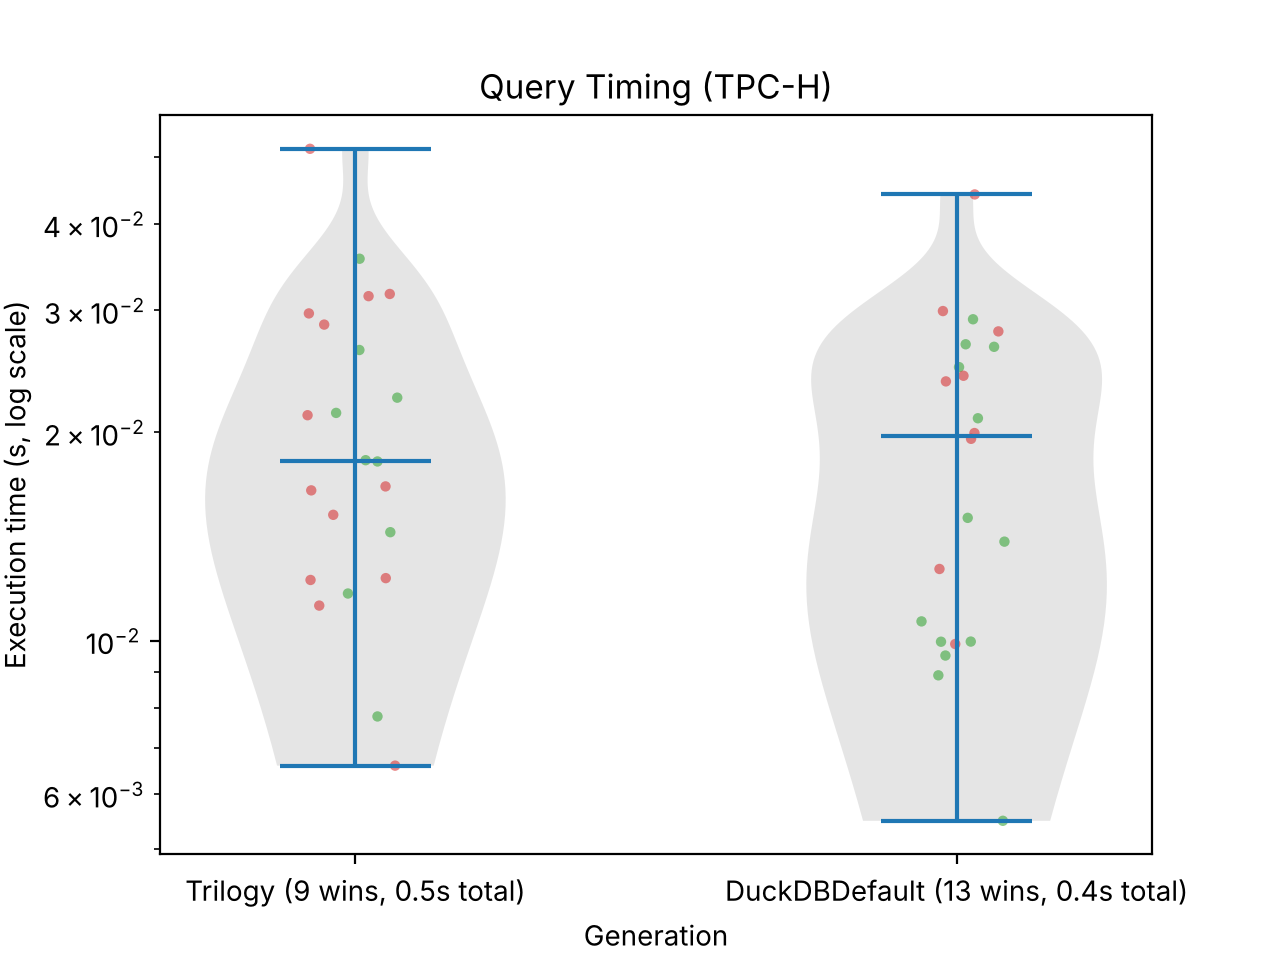 Query Timing (TPC-H)
Execution time (s, log scale)
4 × 10⁻²
3 × 10⁻²
2 × 10⁻²
10⁻²
6 × 10⁻³
Trilogy (9 wins, 0.5s total)
DuckDBDefault (13 wins, 0.4s total)
Generation